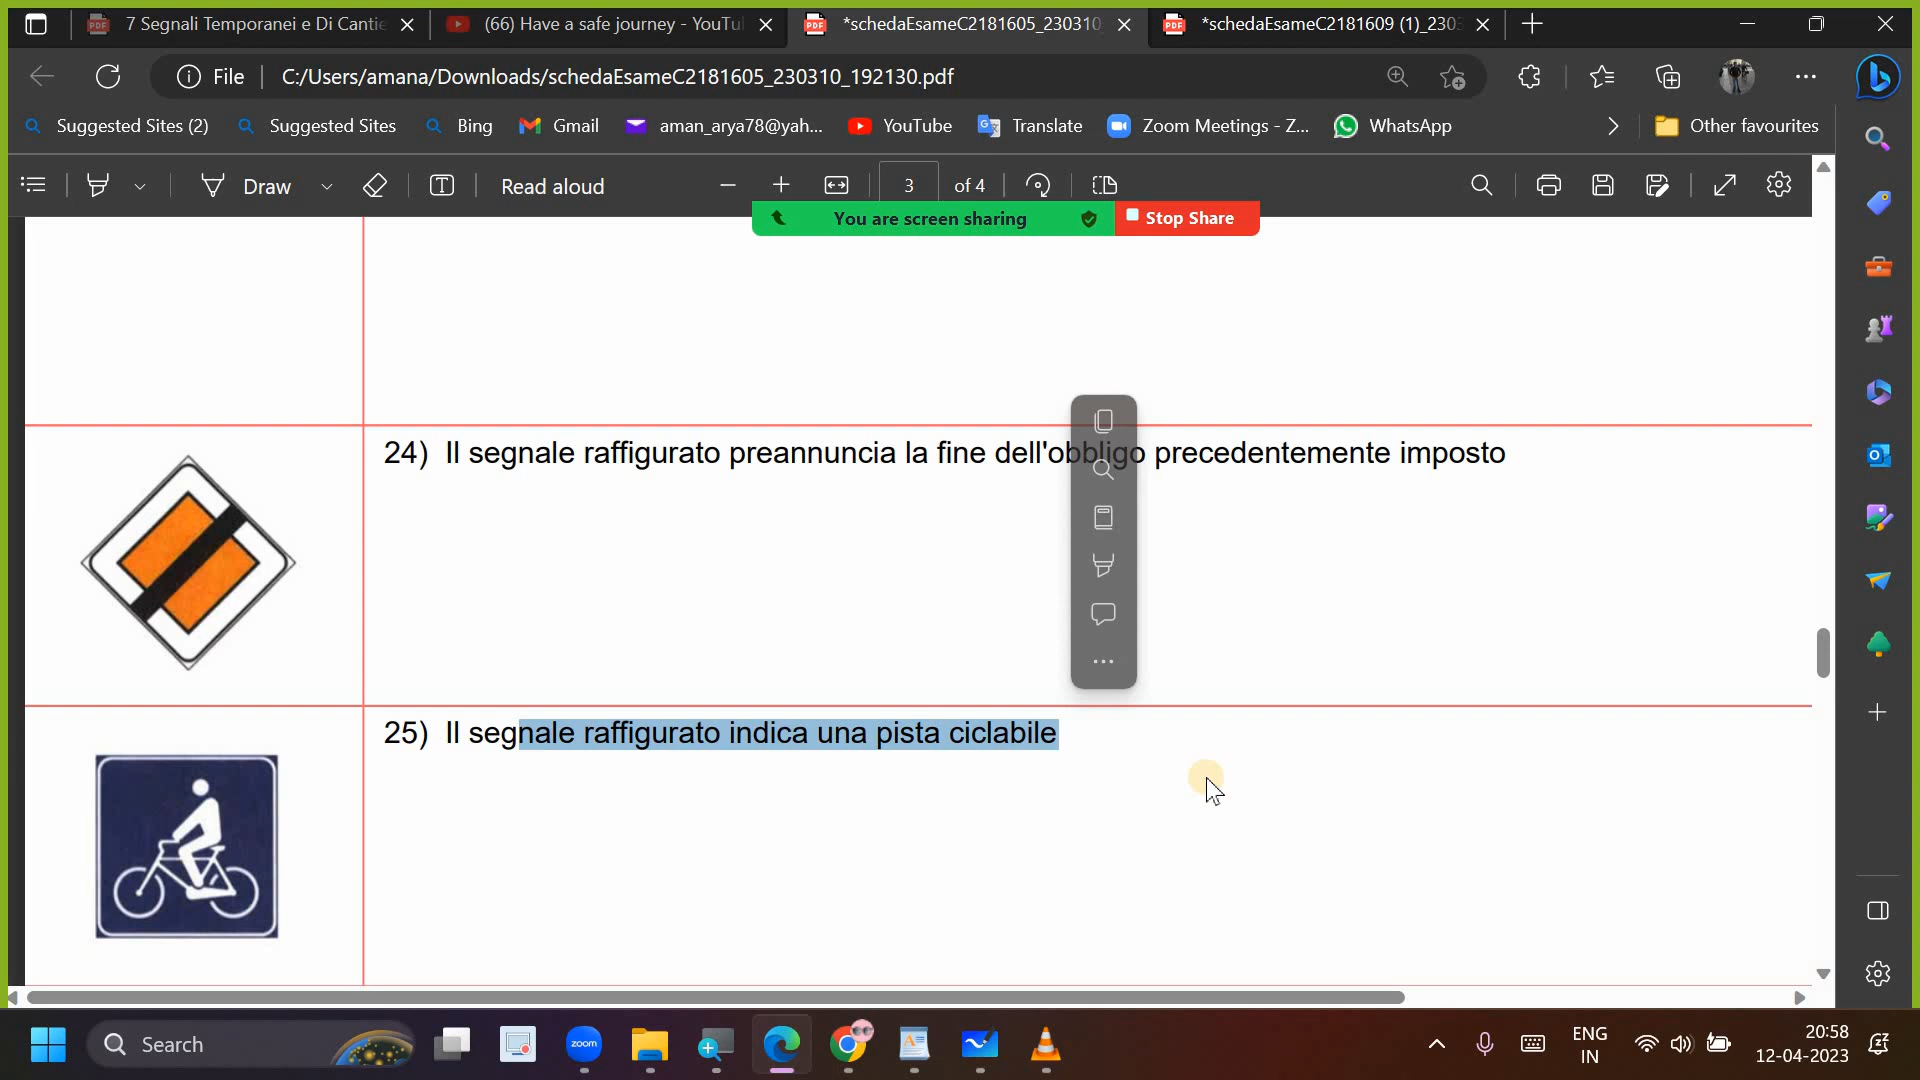 7 Segnali Temporanei e Di Cantie
(66) Have a safe journey - YouTu
*schedaEsameC2181605_230310
*schedaEsameC2181609 (1)_230
File
C:/Users/amana/Downloads/schedaEsameC2181605_230310_192130.pdf
Suggested Sites (2)
Suggested Sites
Bing
Gmail
aman_arya78@yah...
YouTube
Translate
Zoom Meetings - Z...
WhatsApp
Other favourites
Draw
Read aloud
3
of 4
You are screen sharing
Stop Share
24) Il segnale raffigurato preannuncia la fine dell'obbligo precedentemente imposto
25) Il segnale raffigurato indica una pista ciclabile
Search
zoom
ENG
IN
20:58
12-04-2023